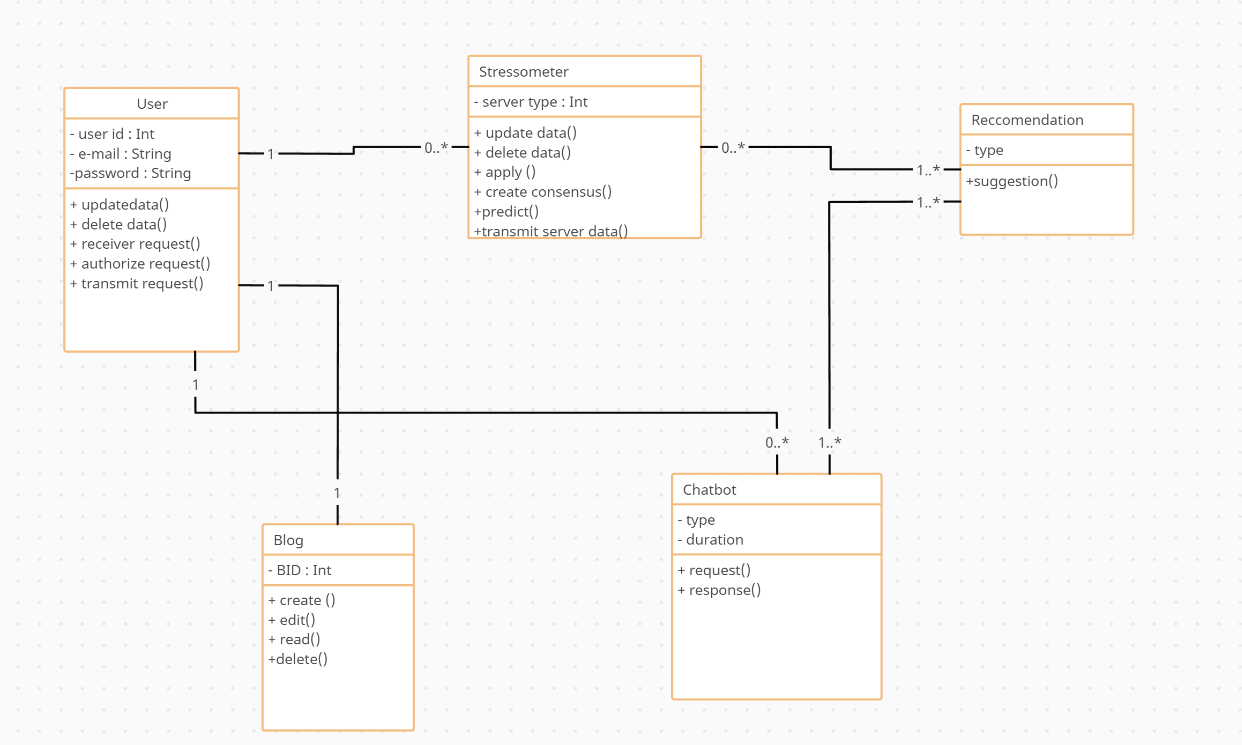 User
- user id : Int
- e-mail : String
-password : String
+ updatedata()
+ delete data()
+ receiver request()
+ authorize request()
+ transmit request()
1
0..*
1
1
Stressometer
- server type : Int
+ update data()
+ delete data()
+ apply ()
+ create consensus()
+predict()
+transmit server data()
0..*
1..*
1..*
Reccomendation
- type
+suggestion()
0..*
1..*
1
Blog
- BID : Int
+ create ()
+ edit()
+ read()
+delete()
Chatbot
- type
- duration
+ request()
+ response()